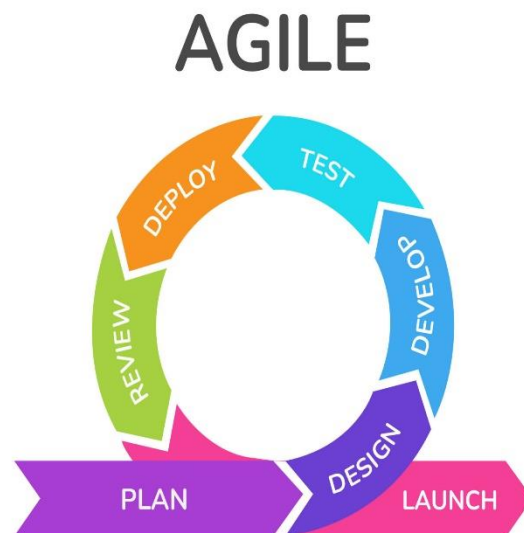 AGILE
TEST
DEPLOY
DEVELOP
REVIEW
DESIGN
PLAN
LAUNCH